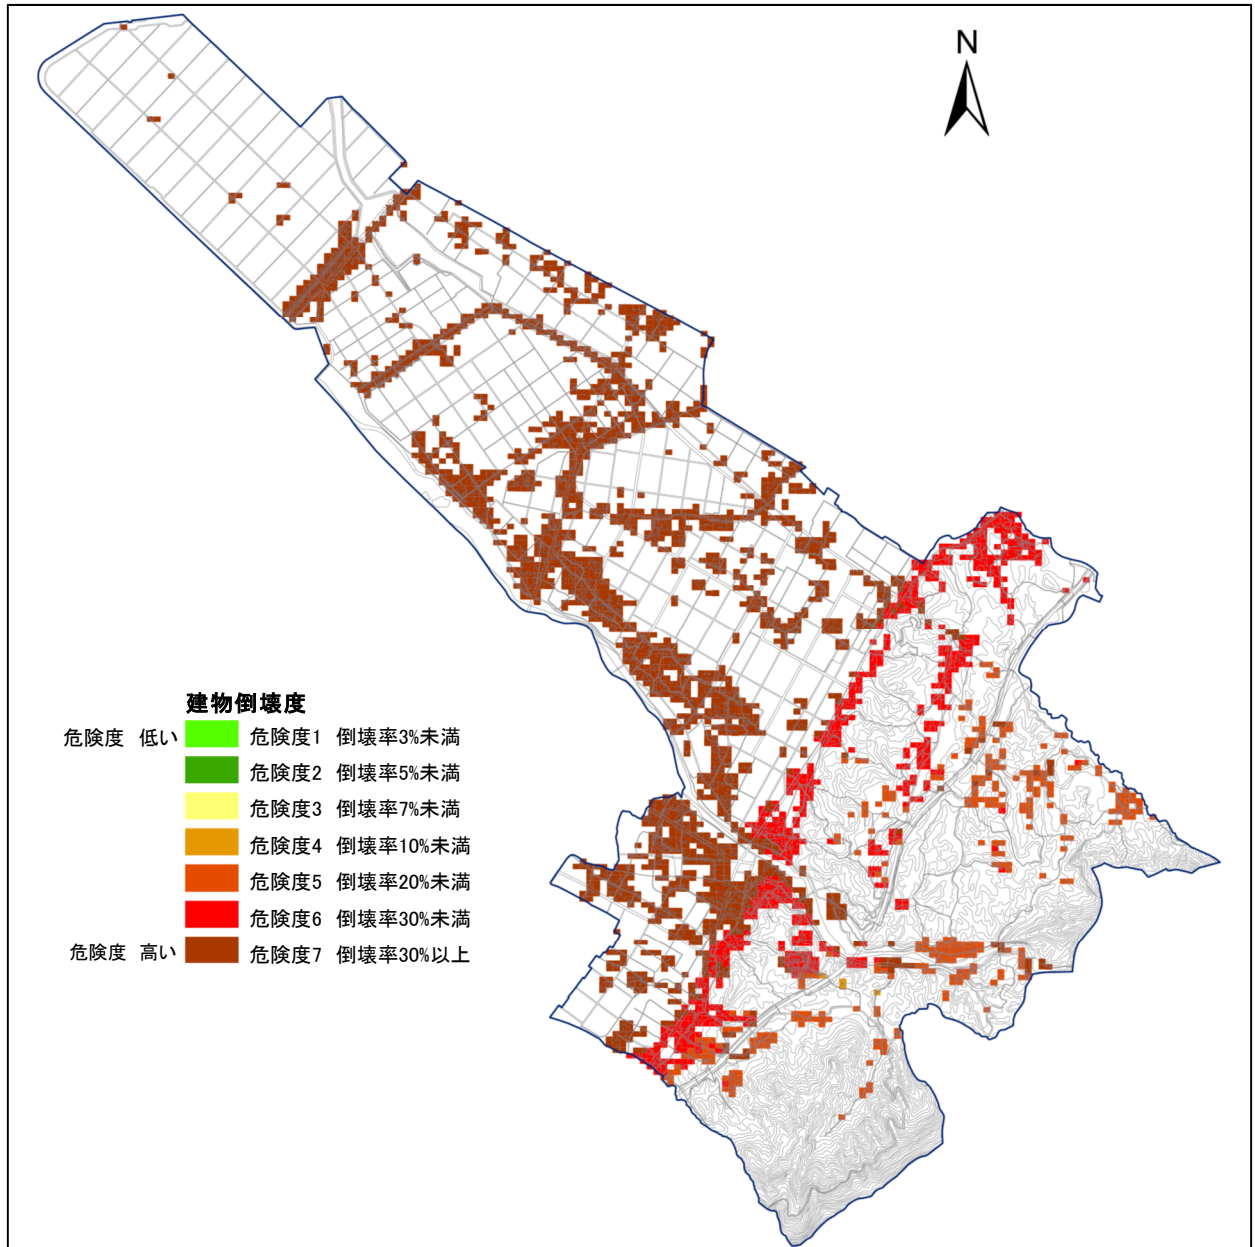 N
建物倒壊度
危険度 低い 危険度1 倒壊率3%未満
危険度2 倒壊率5%未満
危険度3 倒壊率7%未満
危険度4 倒壊率10%未満
危険度5 倒壊率20%未満
危険度6 倒壊率30%未満
危険度 高い 危険度7 倒壊率30%以上